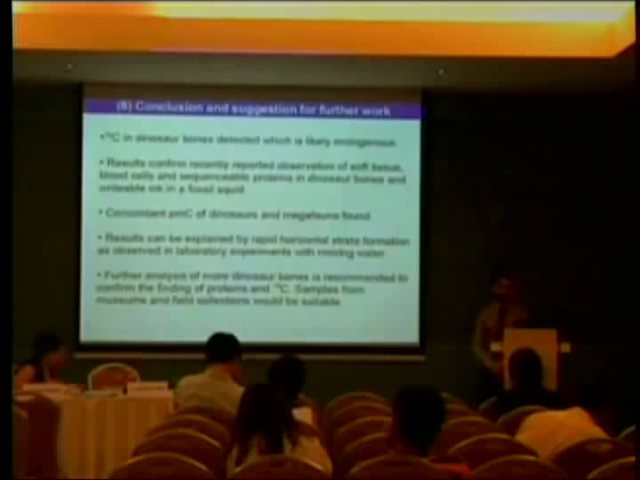 (6) Conclusion and suggestion for further work
•¹⁴C in dinosaur bones detected which is likely endogenous.
• Results confirm recently reported observation of soft tissue,
blood cells and sequenceable proteins in dinosaur bones and
writeable ink in a fossil squid
• Concordant pmC of dinosaurs and megafauna found
• Results can be explained by rapid horizontal strata formation
as observed in laboratory experiments with moving water
• Further analysis of more dinosaur bones is recommended to
confirm the finding of proteins and ¹⁴C. Samples from
museums and field collections would be suitable